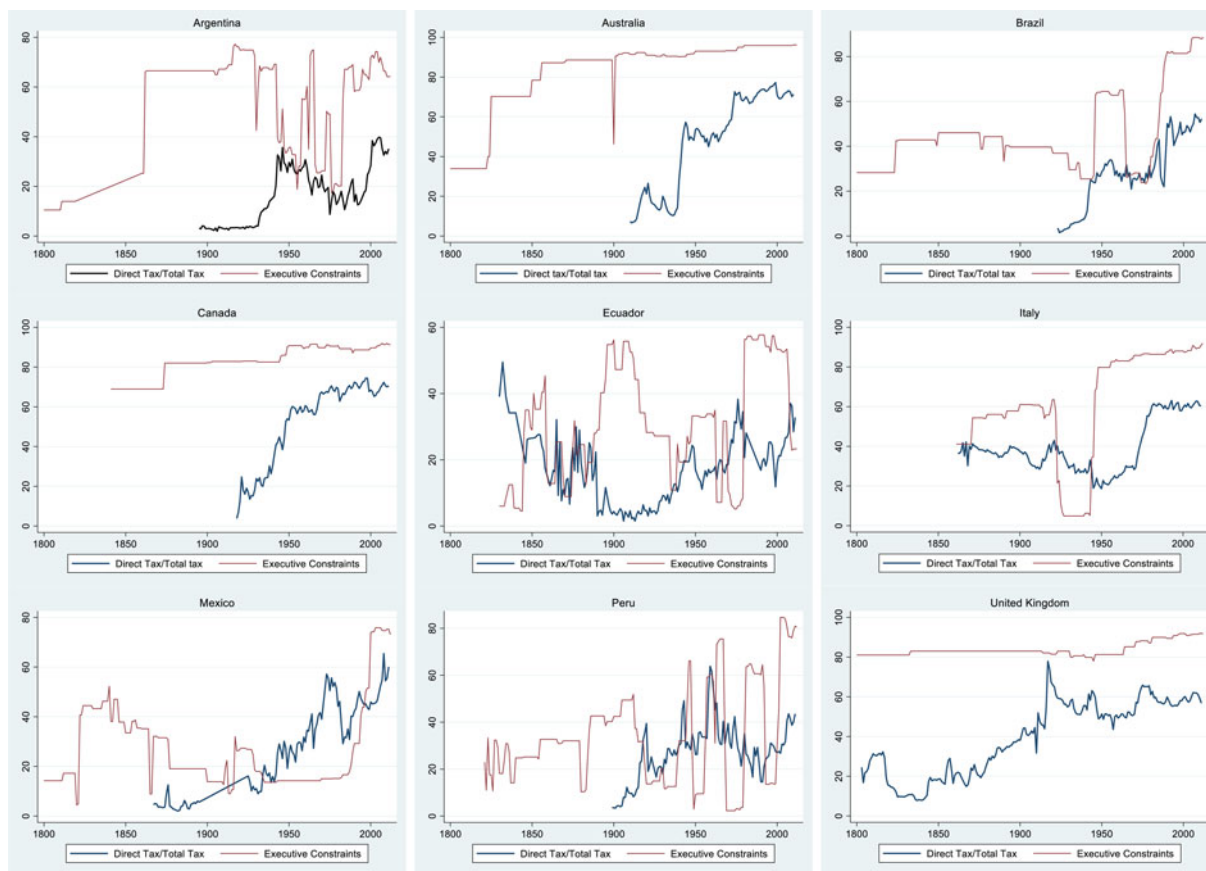 Argentina
80
60
40
20
0
1800 1850 1900 1950 2000
Direct Tax/Total Tax Executive Constraints
Australia
100
80
60
40
20
0
1800 1850 1900 1950 2000
Direct tax/Total tax Executive Constraints
Brazil
80
60
40
20
0
1800 1850 1900 1950 2000
Direct Tax/Total Tax Executive Constraints
Canada
100
80
60
40
20
0
1800 1850 1900 1950 2000
Direct Tax/Total tax Executive Constraints
Ecuador
60
40
20
0
1800 1850 1900 1950 2000
Direct Tax/Total Tax Executive Constraints
Italy
100
80
60
40
20
0
1800 1850 1900 1950 2000
Direct Tax/Total Tax Executive Constraints
Mexico
80
60
40
20
0
1800 1850 1900 1950 2000
Direct Tax/Total Tax Executive Constraints
Peru
80
60
40
20
0
1800 1850 1900 1950 2000
Direct Tax/Total Tax Executive Constraints
United Kingdom
100
80
60
40
20
0
1800 1850 1900 1950 2000
Direct Tax/Total Tax Executive Constraints